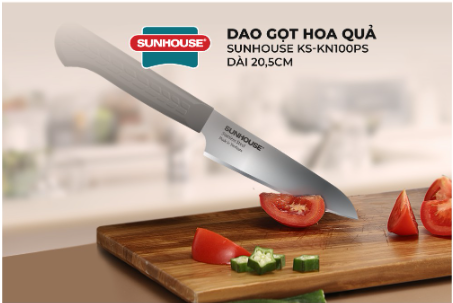 SUNHOUSE®
DAO GỌT HOA QUẢ
SUNHOUSE KS-KN100PS
DÀI 20,5CM
SUNHOUSE